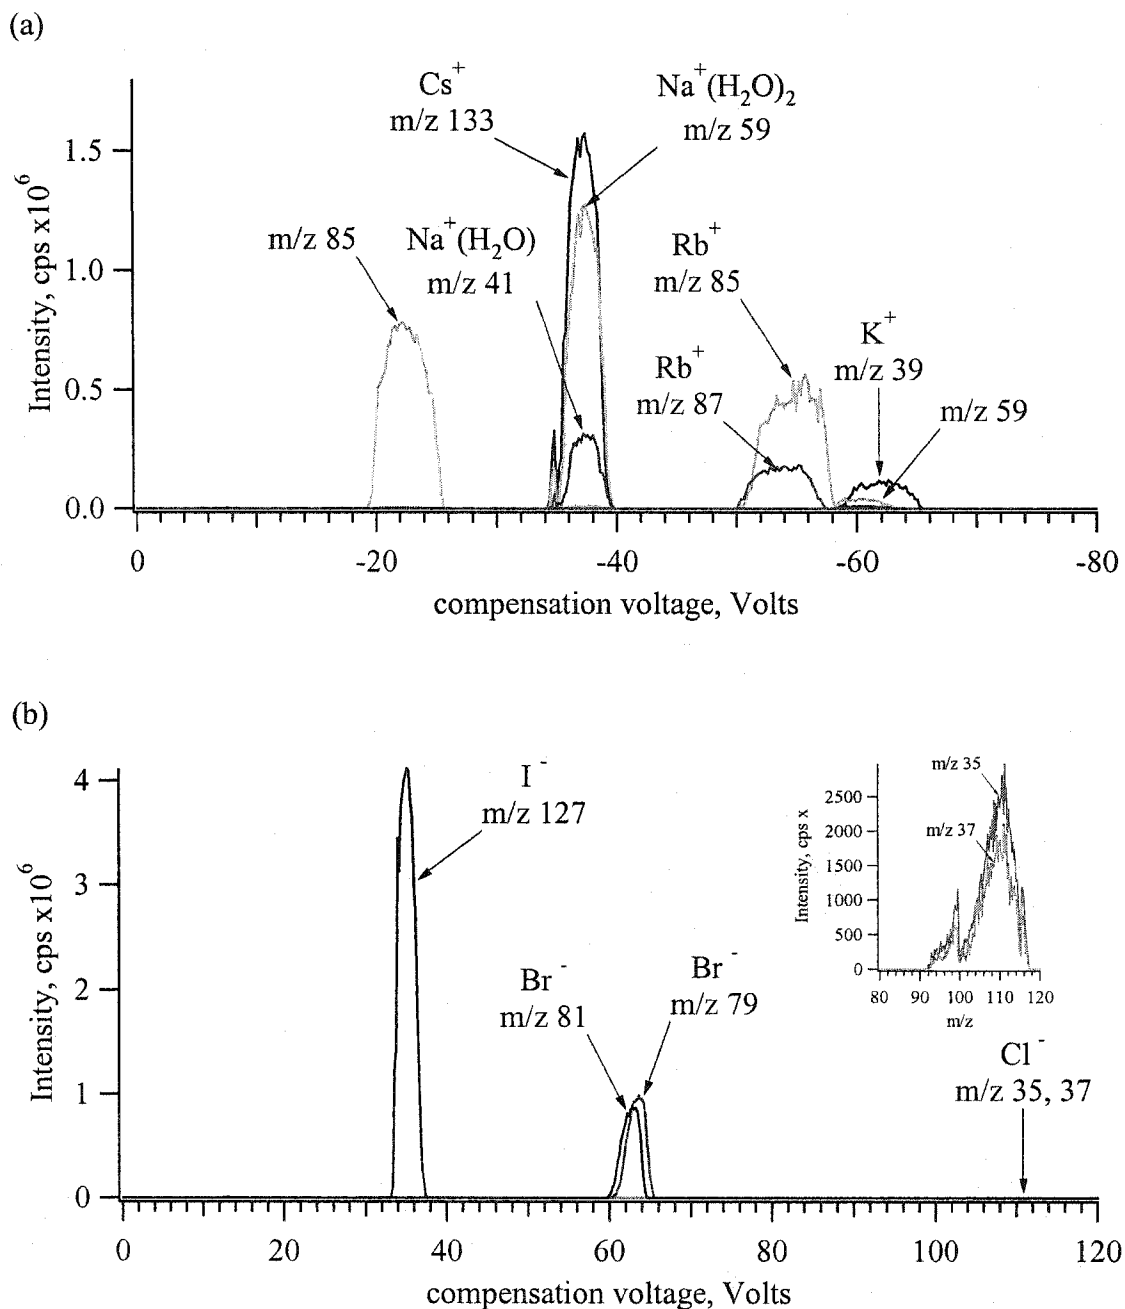 (a)
Cs+
m/z 133
Na+(H2O)2
m/z 59
m/z 85
Na+(H2O)
m/z 41
Rb+
m/z 85
Rb+
m/z 87
K+
m/z 39
m/z 59
Intensity, cps x10^6
1.5
1.0
0.5
0.0
0 -20 -40 -60 -80
compensation voltage, Volts
(b)
I-
m/z 127
Br-
m/z 81
Br-
m/z 79
Cl-
m/z 35, 37
Intensity, cps x10^6
4
3
2
1
0
0 20 40 60 80 100 120
compensation voltage, Volts
m/z 35
m/z 37
Intensity, cps x
2500
2000
1500
1000
500
0
80 90 100 110 120
m/z